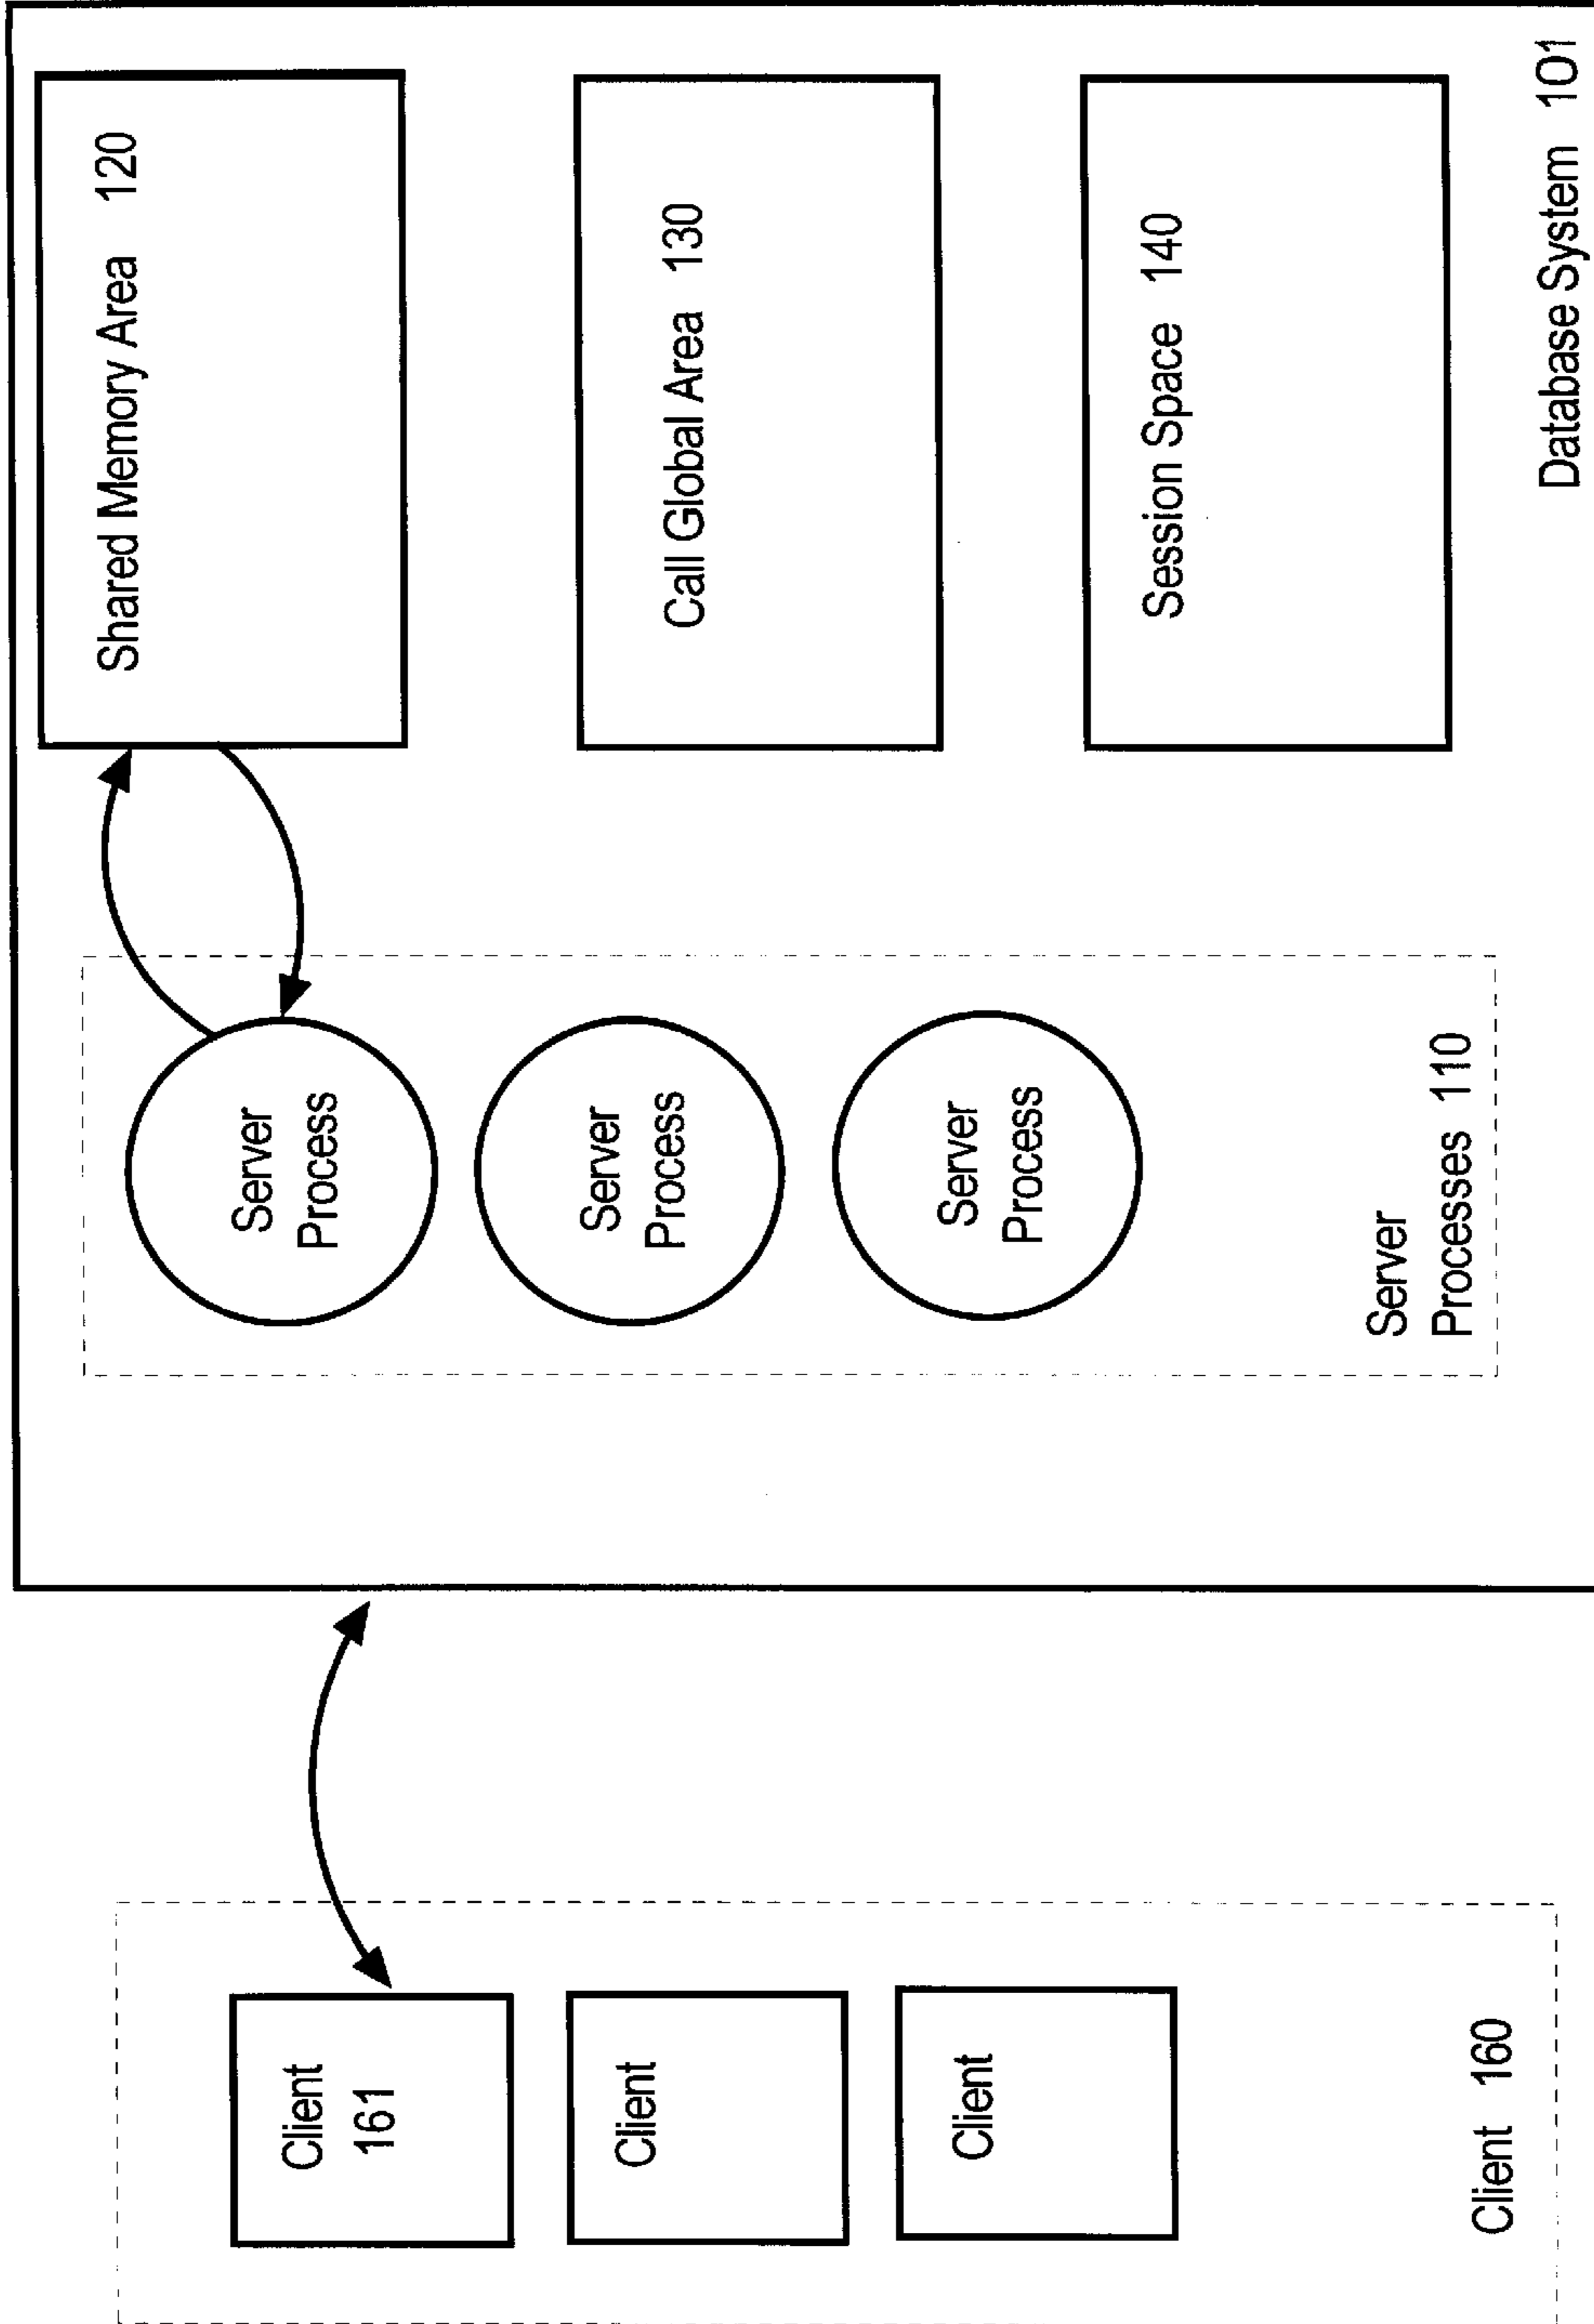 Client
161
Client
Client
Client 160
Server
Process
Server
Process
Server
Process
Server
Processes 110
Shared Memory Area 120
Call Global Area 130
Session Space 140
Database System 101